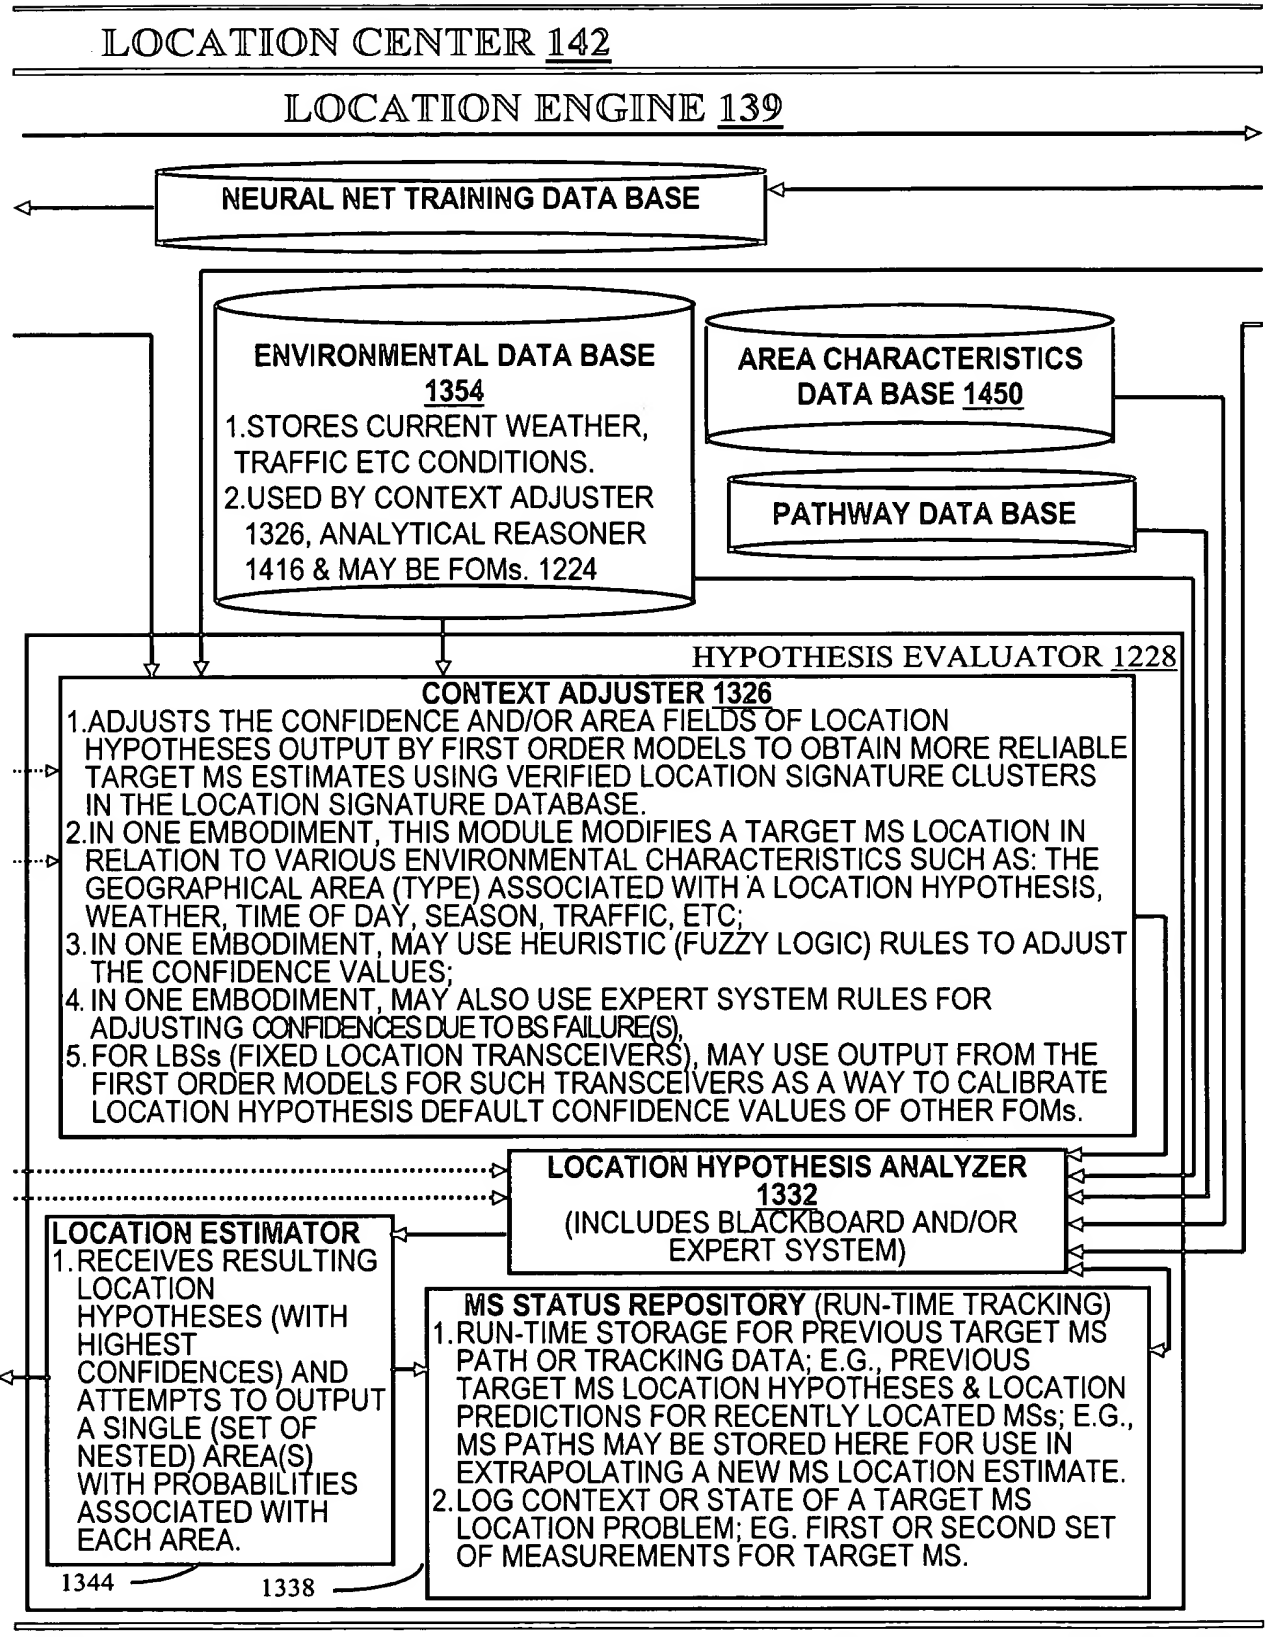 LOCATION CENTER 142
LOCATION ENGINE 139
NEURAL NET TRAINING DATA BASE
ENVIRONMENTAL DATA BASE
1354
1.STORES CURRENT WEATHER,
TRAFFIC ETC CONDITIONS.
2.USED BY CONTEXT ADJUSTER
1326, ANALYTICAL REASONER
1416 & MAY BE FOMs. 1224
AREA CHARACTERISTICS
DATA BASE 1450
PATHWAY DATA BASE
HYPOTHESIS EVALUATOR 1228
CONTEXT ADJUSTER 1326
1.ADJUSTS THE CONFIDENCE AND/OR AREA FIELDS OF LOCATION
HYPOTHESES OUTPUT BY FIRST ORDER MODELS TO OBTAIN MORE RELIABLE
TARGET MS ESTIMATES USING VERIFIED LOCATION SIGNATURE CLUSTERS
IN THE LOCATION SIGNATURE DATABASE.
2.IN ONE EMBODIMENT, THIS MODULE MODIFIES A TARGET MS LOCATION IN
RELATION TO VARIOUS ENVIRONMENTAL CHARACTERISTICS SUCH AS: THE
GEOGRAPHICAL AREA (TYPE) ASSOCIATED WITH A LOCATION HYPOTHESIS,
WEATHER, TIME OF DAY, SEASON, TRAFFIC, ETC;
3.IN ONE EMBODIMENT, MAY USE HEURISTIC (FUZZY LOGIC) RULES TO ADJUST
THE CONFIDENCE VALUES;
4. IN ONE EMBODIMENT, MAY ALSO USE EXPERT SYSTEM RULES FOR
ADJUSTING CONFIDENCES DUE TO BS FAILURE(S),
5. FOR LBSs (FIXED LOCATION TRANSCEIVERS), MAY USE OUTPUT FROM THE
FIRST ORDER MODELS FOR SUCH TRANSCEIVERS AS A WAY TO CALIBRATE
LOCATION HYPOTHESIS DEFAULT CONFIDENCE VALUES OF OTHER FOMs.
LOCATION HYPOTHESIS ANALYZER
1332
(INCLUDES BLACKBOARD AND/OR
EXPERT SYSTEM)
LOCATION ESTIMATOR
1.RECEIVES RESULTING
LOCATION
HYPOTHESES (WITH
HIGHEST
CONFIDENCES) AND
ATTEMPTS TO OUTPUT
A SINGLE (SET OF
NESTED) AREA(S)
WITH PROBABILITIES
ASSOCIATED WITH
EACH AREA.
1344
MS STATUS REPOSITORY (RUN-TIME TRACKING)
1.RUN-TIME STORAGE FOR PREVIOUS TARGET MS
PATH OR TRACKING DATA; E.G., PREVIOUS
TARGET MS LOCATION HYPOTHESES & LOCATION
PREDICTIONS FOR RECENTLY LOCATED MSs; E.G.,
MS PATHS MAY BE STORED HERE FOR USE IN
EXTRAPOLATING A NEW MS LOCATION ESTIMATE.
2.LOG CONTEXT OR STATE OF A TARGET MS
LOCATION PROBLEM; EG. FIRST OR SECOND SET
OF MEASUREMENTS FOR TARGET MS.
1338